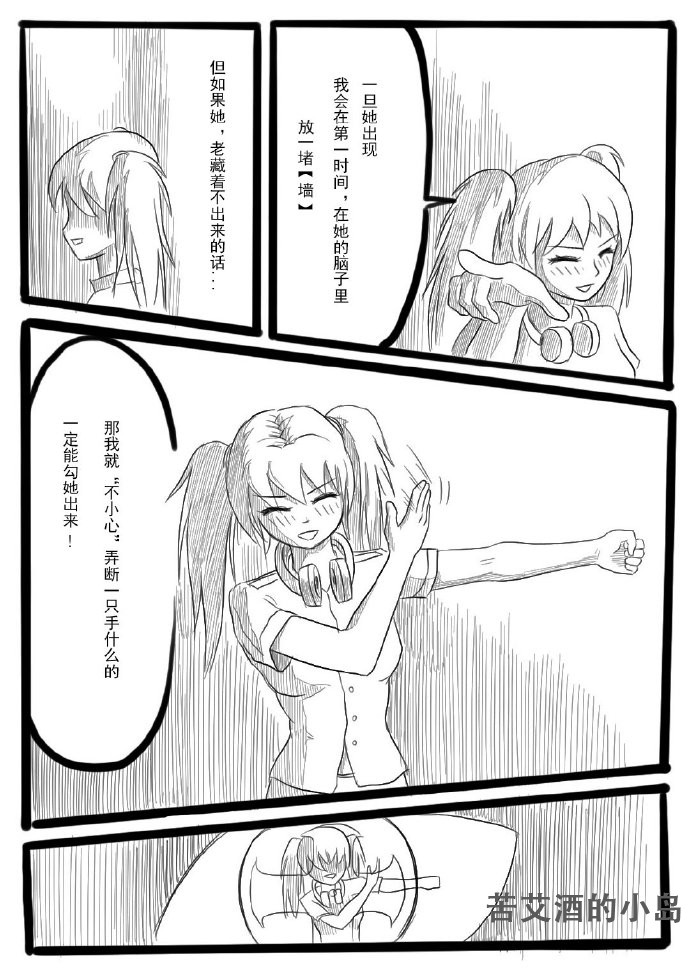 一旦她出现
我会在第一时间，在她的脑子里
放一堵【墙】
但如果她，老藏着不出来的话...
那我就“不小心”弄断一只手什么的
一定能勾她出来！
苦艾酒的小岛